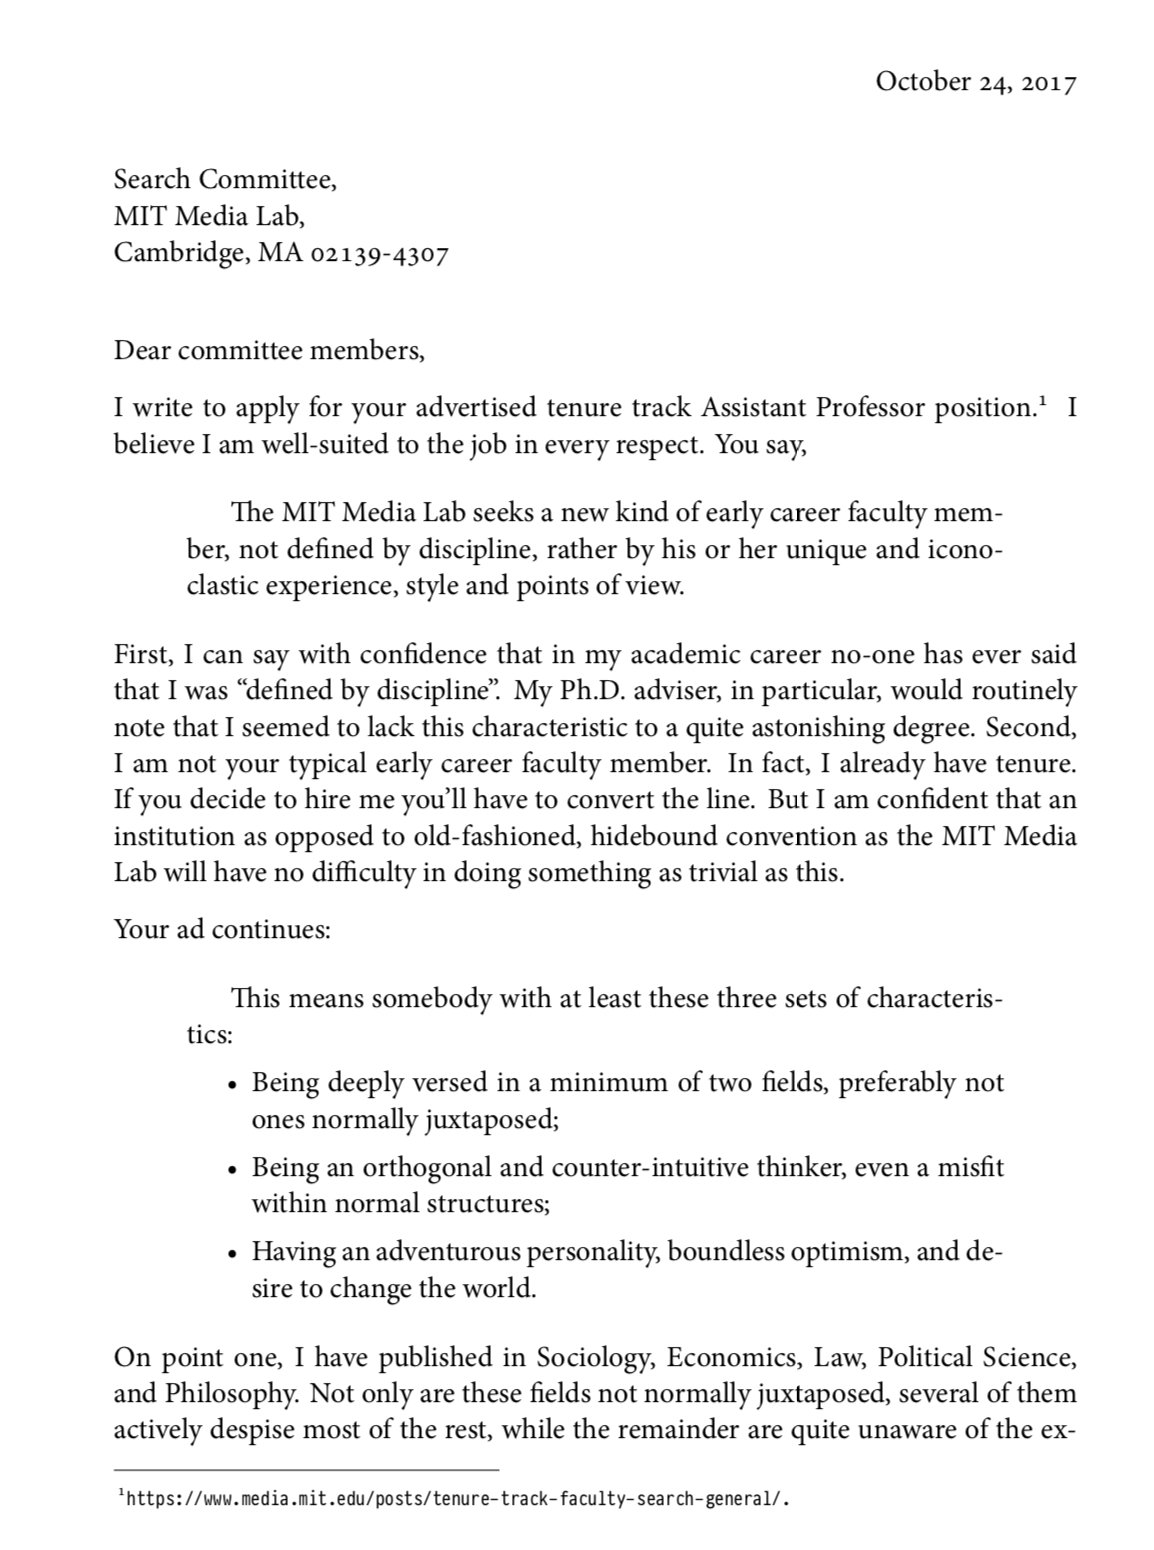 October 24, 2017
Search Committee,
MIT Media Lab,
Cambridge, MA 02139-4307
Dear committee members,
I write to apply for your advertised tenure track Assistant Professor position.¹ I
believe I am well-suited to the job in every respect. You say,
The MIT Media Lab seeks a new kind of early career faculty mem-
ber, not defined by discipline, rather by his or her unique and icono-
clastic experience, style and points of view.
First, I can say with confidence that in my academic career no-one has ever said
that I was “defined by discipline”. My Ph.D. adviser, in particular, would routinely
note that I seemed to lack this characteristic to a quite astonishing degree. Second,
I am not your typical early career faculty member. In fact, I already have tenure.
If you decide to hire me you’ll have to convert the line. But I am confident that an
institution as opposed to old-fashioned, hidebound convention as the MIT Media
Lab will have no difficulty in doing something as trivial as this.
Your ad continues:
This means somebody with at least these three sets of characteris-
tics:
• Being deeply versed in a minimum of two fields, preferably not
ones normally juxtaposed;
• Being an orthogonal and counter-intuitive thinker, even a misfit
within normal structures;
• Having an adventurous personality, boundless optimism, and de-
sire to change the world.
On point one, I have published in Sociology, Economics, Law, Political Science,
and Philosophy. Not only are these fields not normally juxtaposed, several of them
actively despise most of the rest, while the remainder are quite unaware of the ex-
¹https://www.media.mit.edu/posts/tenure-track-faculty-search-general/.